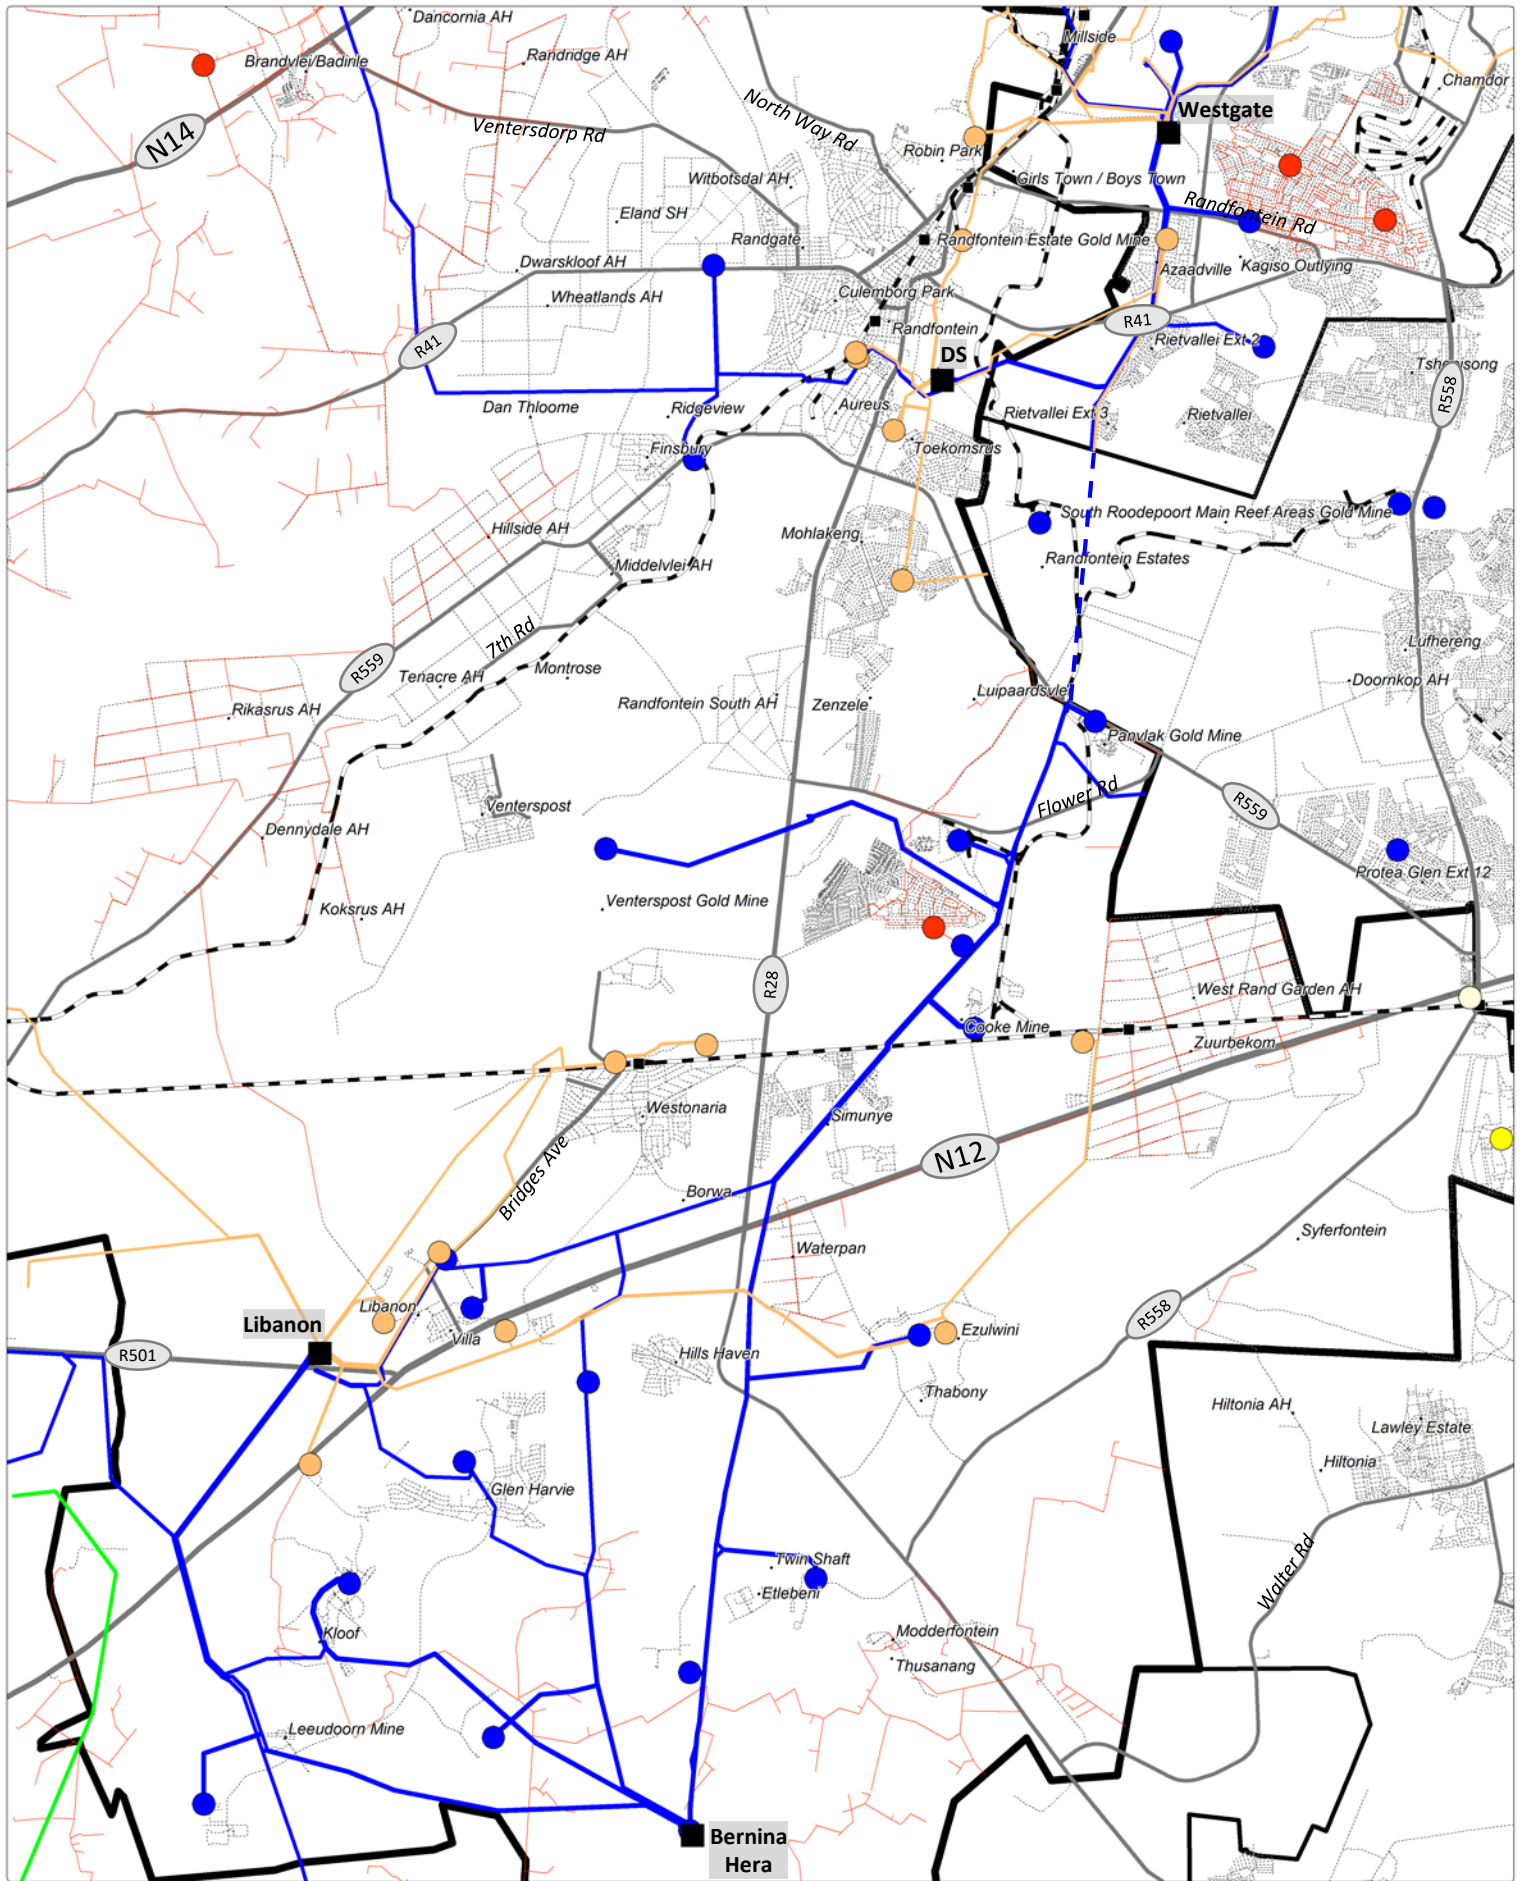 Dancornia AH
Millside
Brandvlei/Badirile
Randridge AH
Chamdor
N14
Ventersdorp Rd
North Way Rd
Westgate
Robin Park
Witbotsdal AH
Girls Town / Boys Town
Randfontein Rd
Eland SH
Randgate
Randfontein Estate Gold Mine
Dwarskloof AH
Azaadville
Kagiso Outlying
Wheatlands AH
Culemborg Park
R41
Randfontein
R41
Rietvallei Ext 2
DS
R558
Dan Thloome
Ridgeview
Aureus
Rietvallei Ext 3
Rietvallei
Finsbury
Toekomsrus
Hillside AH
Mohlakeng
South Roodepoort Main Reef Areas Gold Mine
Middelvlei AH
Randfontein Estates
7th Rd
Lufhereng
R559
Tenacre AH
Montrose
Doornkop AH
Rikasrus AH
Randfontein South AH
Zenzele
Luipaardsvlei
Panvlak Gold Mine
Venterspost
Flower Rd
R559
Dennydale AH
Protea Glen Ext 12
Koksrus AH
Venterspost Gold Mine
R28
West Rand Garden AH
Cooke Mine
Zuurbekom
Westonaria
Simunye
Bridges Ave
N12
Borwa
Syferfontein
Waterpan
Libanon
Libanon
Villa
R558
Ezulwini
R501
Hills Haven
Thabony
Hiltonia AH
Lawley Estate
Hiltonia
Glen Harvie
Twin Shaft
Etlebeni
Walter Rd
Kloof
Modderfontein
Thusanang
Leeudoorn Mine
Bernina
Hera